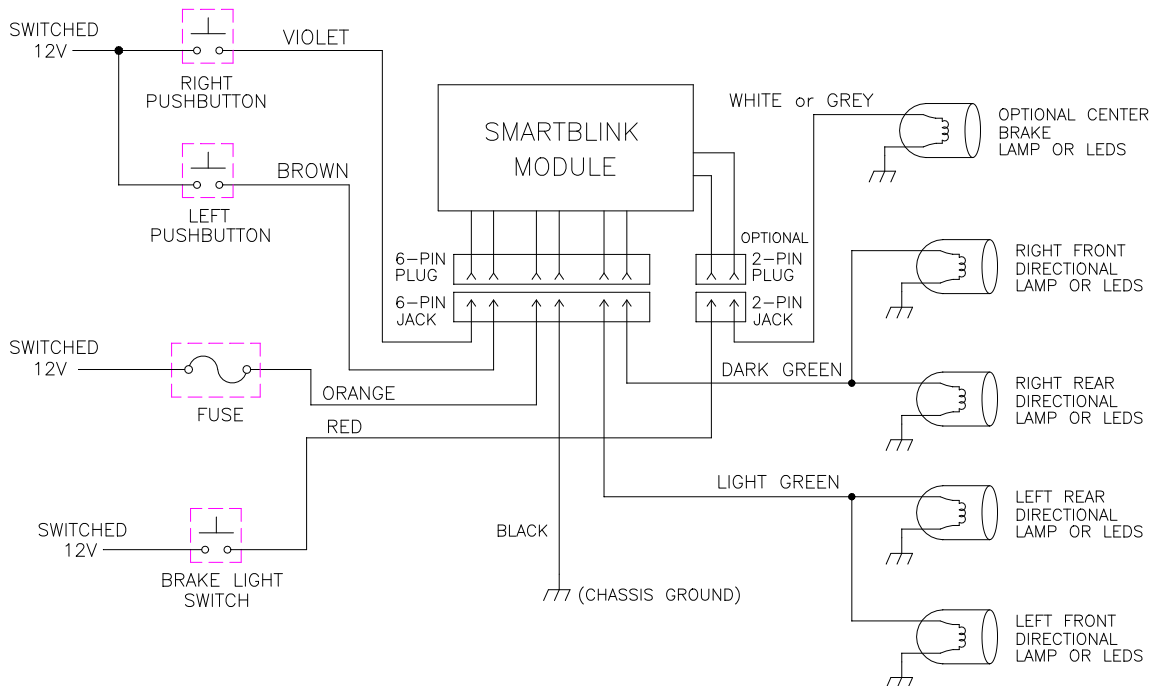 SWITCHED
12V
VIOLET
RIGHT
PUSHBUTTON
BROWN
LEFT
PUSHBUTTON
SMARTBLINK
MODULE
WHITE or GREY
OPTIONAL CENTER
BRAKE
LAMP OR LEDS
6-PIN
PLUG
6-PIN
JACK
OPTIONAL
2-PIN
PLUG
2-PIN
JACK
RIGHT FRONT
DIRECTIONAL
LAMP OR LEDS
SWITCHED
12V
FUSE
ORANGE
RED
DARK GREEN
RIGHT REAR
DIRECTIONAL
LAMP OR LEDS
LIGHT GREEN
LEFT REAR
DIRECTIONAL
LAMP OR LEDS
SWITCHED
12V
BRAKE LIGHT
SWITCH
BLACK
(CHASSIS GROUND)
LEFT FRONT
DIRECTIONAL
LAMP OR LEDS